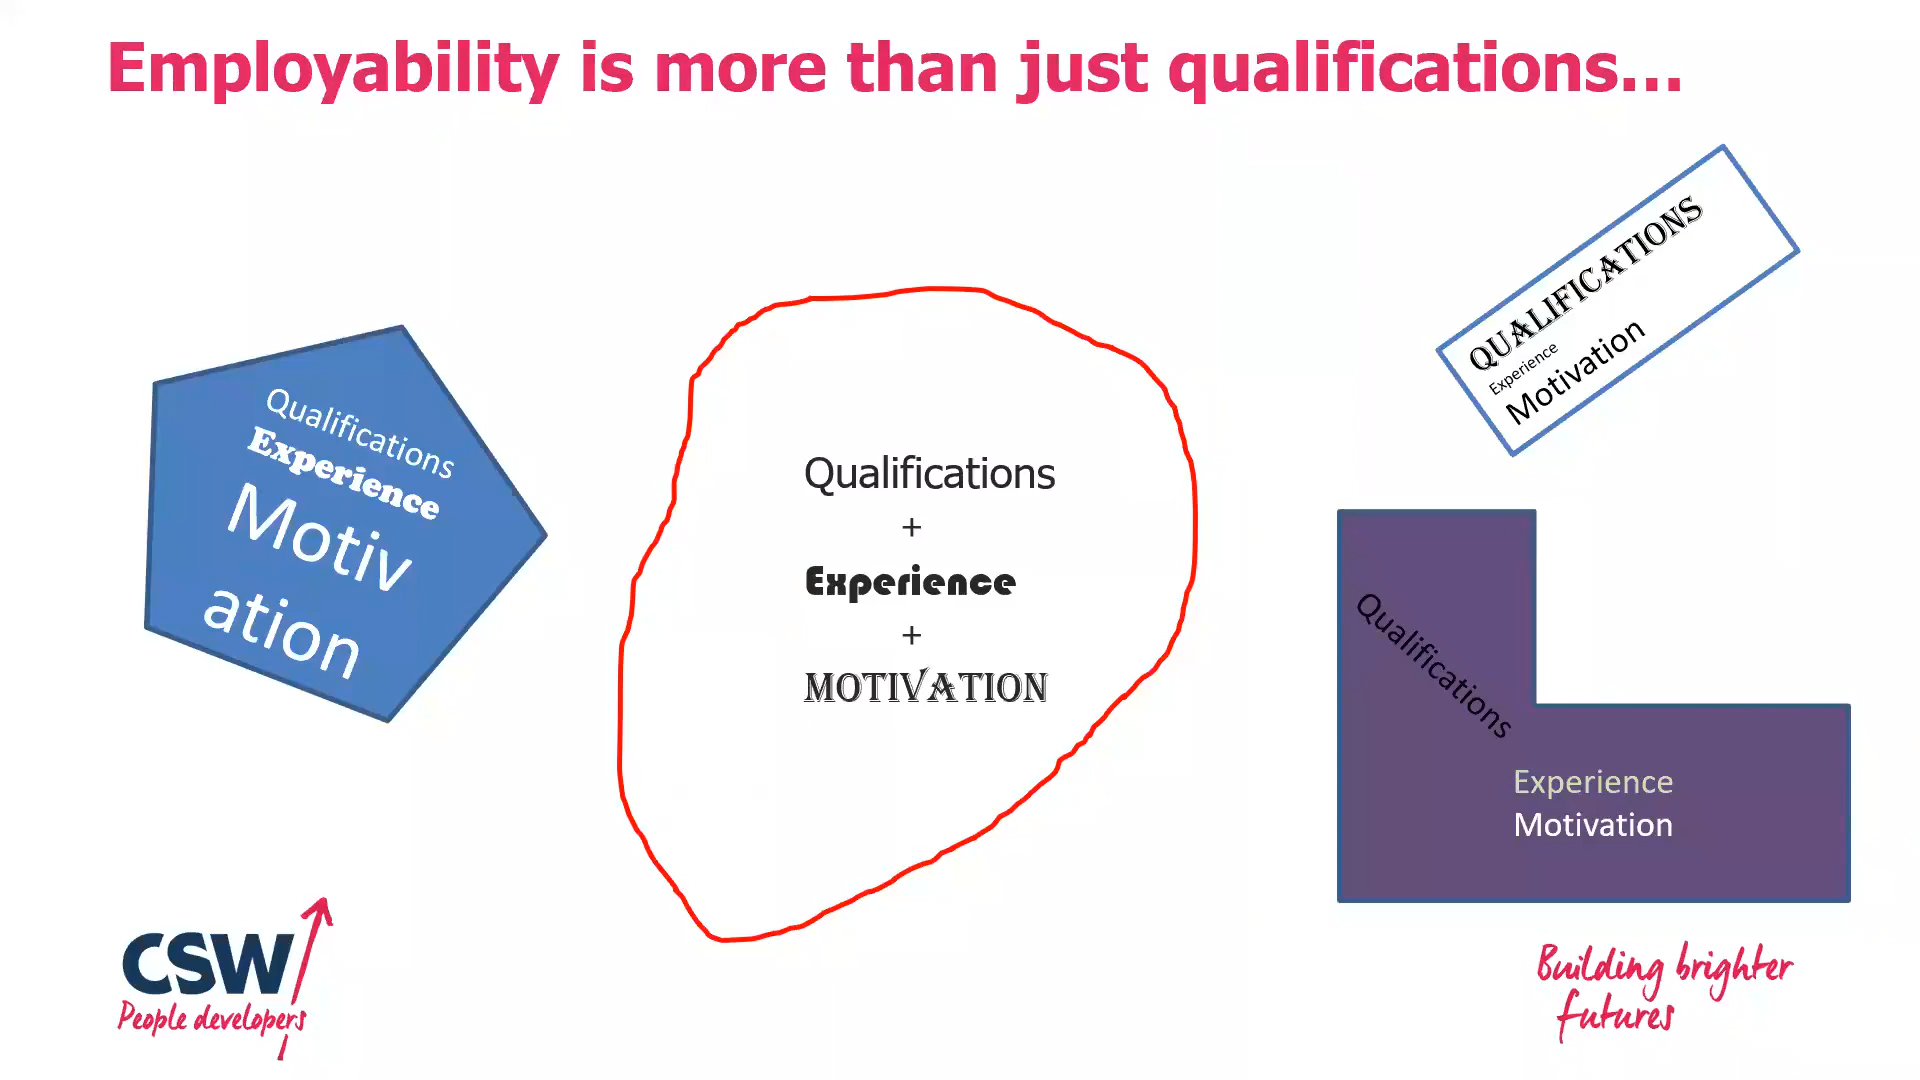 Employability is more than just qualifications...
Qualifications
Experience
Motiv
ation
Qualifications
+
Experience
+
MOTIVATION
QUALIFICATIONS
Experience
Motivation
Qualifications
Experience
Motivation
CSW
People developers
Building brighter
futures